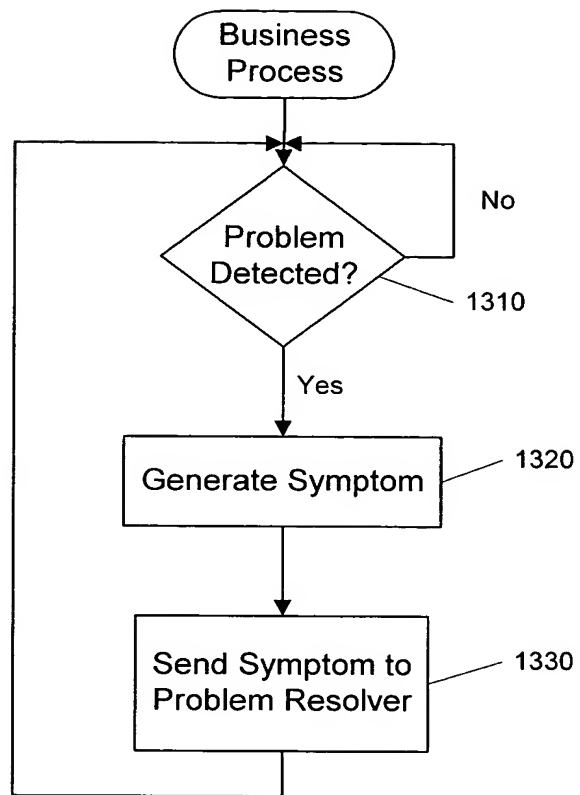 Business
Process
No
Problem
Detected?
1310
Yes
Generate Symptom
1320
Send Symptom to
Problem Resolver
1330